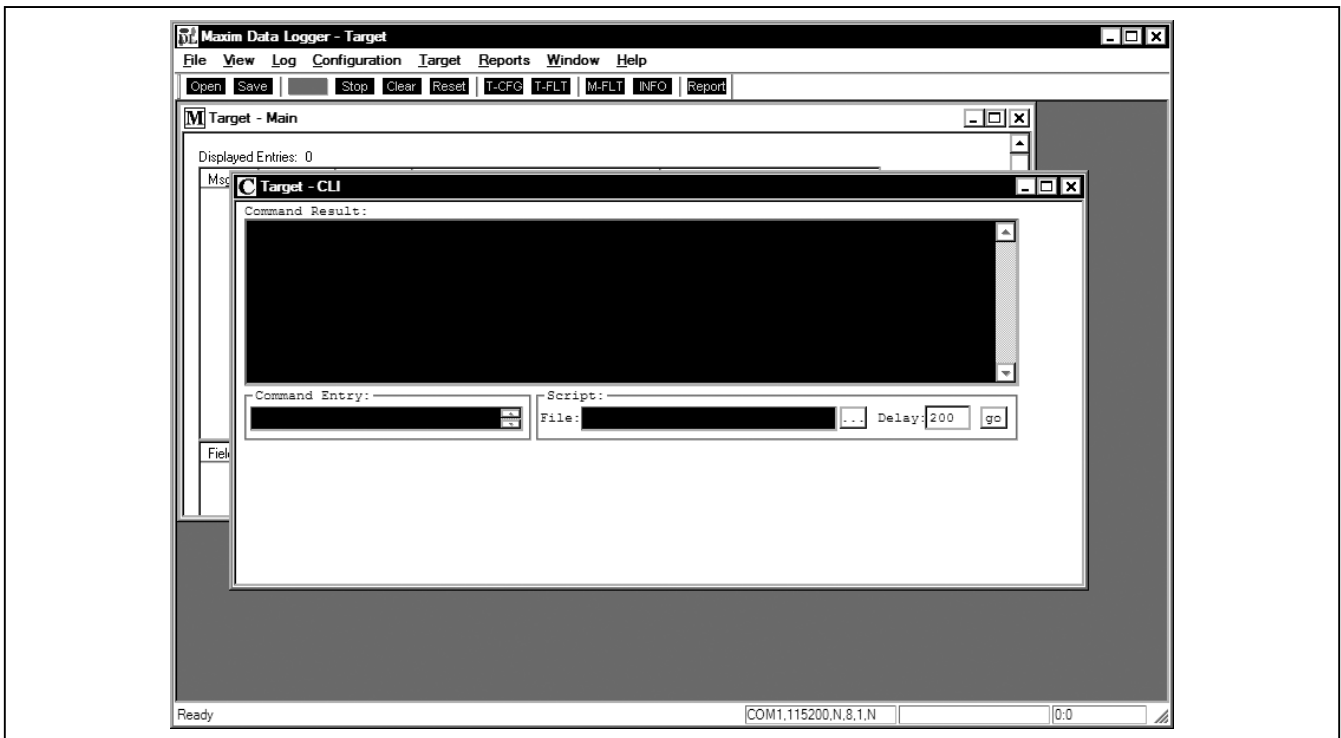 Maxim Data Logger - Target
File View Log Configuration Target Reports Window Help
Open Save Stop Clear Reset T-CFG T-FLT M-FLT INFO Report
M Target - Main
Displayed Entries: 0
C Target - CLI
Command Result:
Command Entry:
Script:
File: ... Delay: 200 go
Ready COM1,115200,N,8,1,N 0:0